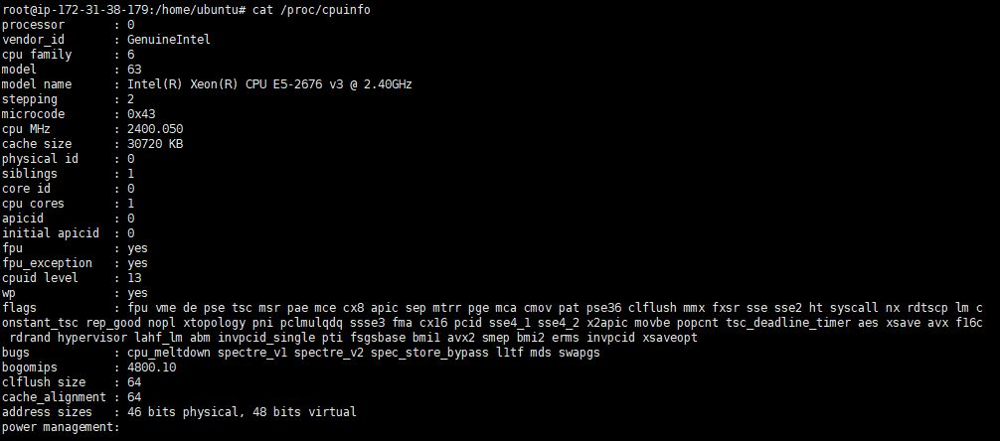 root@ip-172-31-38-179:/home/ubuntu# cat /proc/cpuinfo
processor : 0
vendor_id : GenuineIntel
cpu family : 6
model : 63
model name : Intel(R) Xeon(R) CPU E5-2676 v3 @ 2.40GHz
stepping : 2
microcode : 0x43
cpu MHz : 2400.050
cache size : 30720 KB
physical id : 0
siblings : 1
core id : 0
cpu cores : 1
apicid : 0
initial apicid : 0
fpu : yes
fpu_exception : yes
cpuid level : 13
wp : yes
flags : fpu vme de pse tsc msr pae mce cx8 apic sep mtrr pge mca cmov pat pse36 clflush mmx fxsr sse sse2 ht syscall nx rdtscp lm c
onstant_tsc rep_good nopl xtopology pni pclmulqdq ssse3 fma cx16 pcid sse4_1 sse4_2 x2apic movbe popcnt tsc_deadline_timer aes xsave avx f16c
rdrand hypervisor lahf_lm abm invpcid_single pti fsgsbase bmi1 avx2 smep bmi2 erms invpcid xsaveopt
bugs : cpu_meltdown spectre_v1 spectre_v2 spec_store_bypass l1tf mds swapgs
bogomips : 4800.10
clflush size : 64
cache_alignment : 64
address sizes : 46 bits physical, 48 bits virtual
power management: